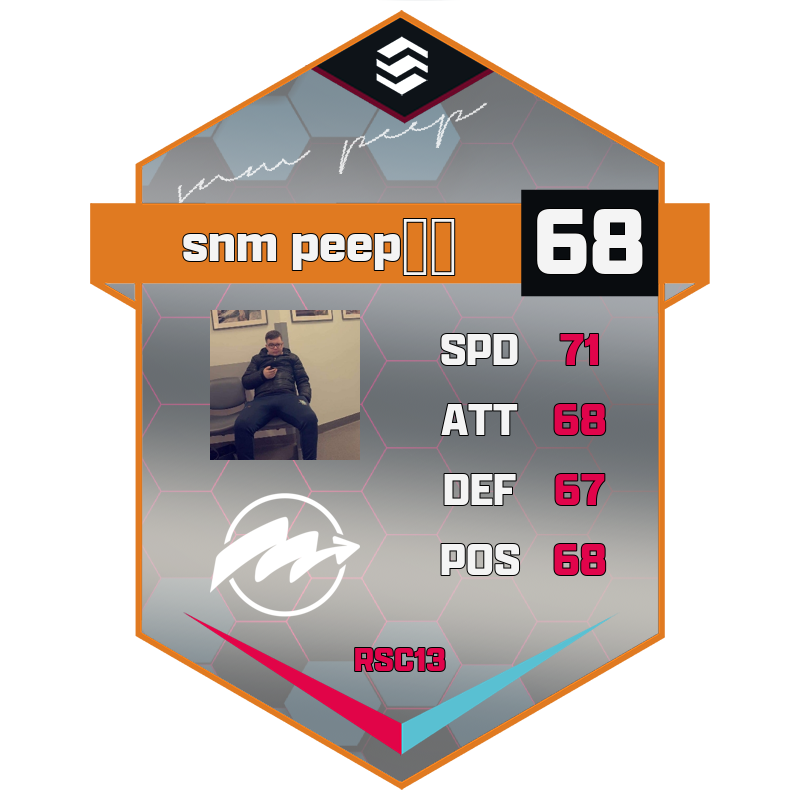 snm peep
snm peep
68
SPD 71
ATT 68
DEF 67
POS 68
RSC13